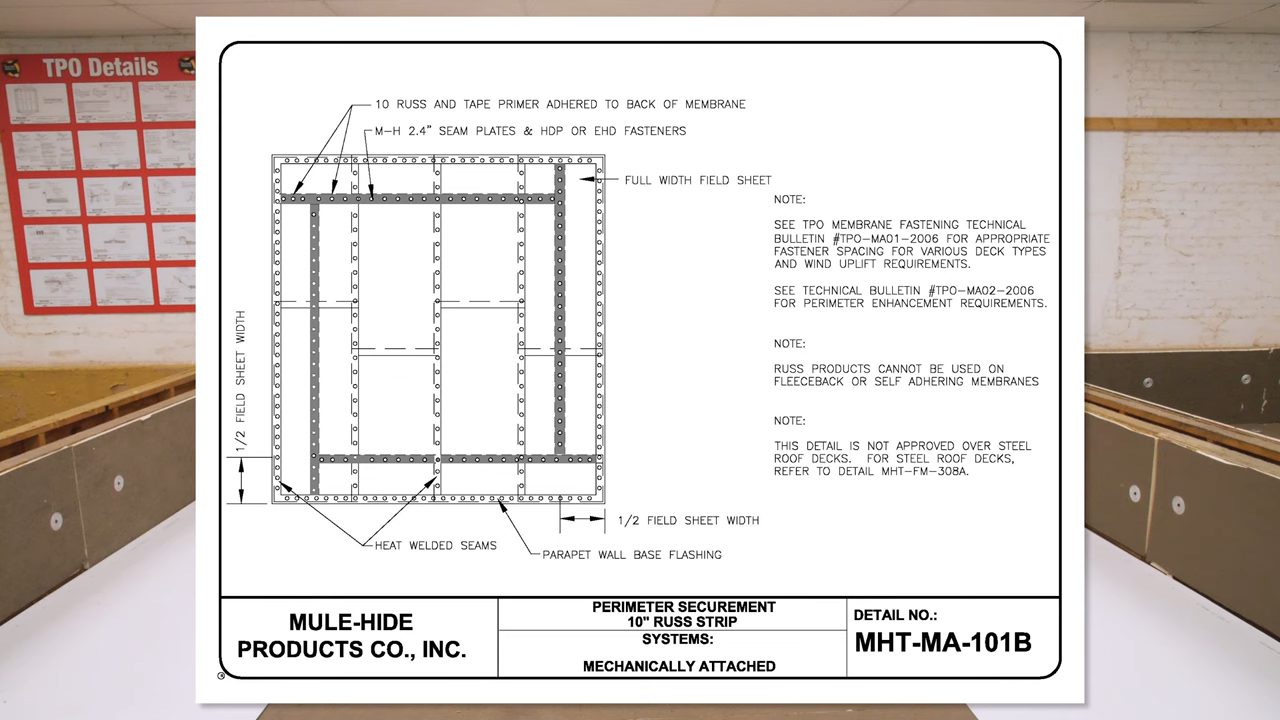 TPO Details
10 RUSS AND TAPE PRIMER ADHERED TO BACK OF MEMBRANE
M-H 2.4" SEAM PLATES & HDP OR EHD FASTENERS
FULL WIDTH FIELD SHEET
1/2 FIELD SHEET WIDTH
1/2 FIELD SHEET WIDTH
HEAT WELDED SEAMS
PARAPET WALL BASE FLASHING
NOTE:
SEE TPO MEMBRANE FASTENING TECHNICAL
BULLETIN #TPO-MA01-2006 FOR APPROPRIATE
FASTENER SPACING FOR VARIOUS DECK TYPES
AND WIND UPLIFT REQUIREMENTS.
SEE TECHNICAL BULLETIN #TPO-MA02-2006
FOR PERIMETER ENHANCEMENT REQUIREMENTS.
NOTE:
RUSS PRODUCTS CANNOT BE USED ON
FLEECEBACK OR SELF ADHERING MEMBRANES
NOTE:
THIS DETAIL IS NOT APPROVED OVER STEEL
ROOF DECKS. FOR STEEL ROOF DECKS,
REFER TO DETAIL MHT-FM-308A.
MULE-HIDE
PRODUCTS CO., INC.
PERIMETER SECUREMENT
10" RUSS STRIP
SYSTEMS:
MECHANICALLY ATTACHED
DETAIL NO.:
MHT-MA-101B